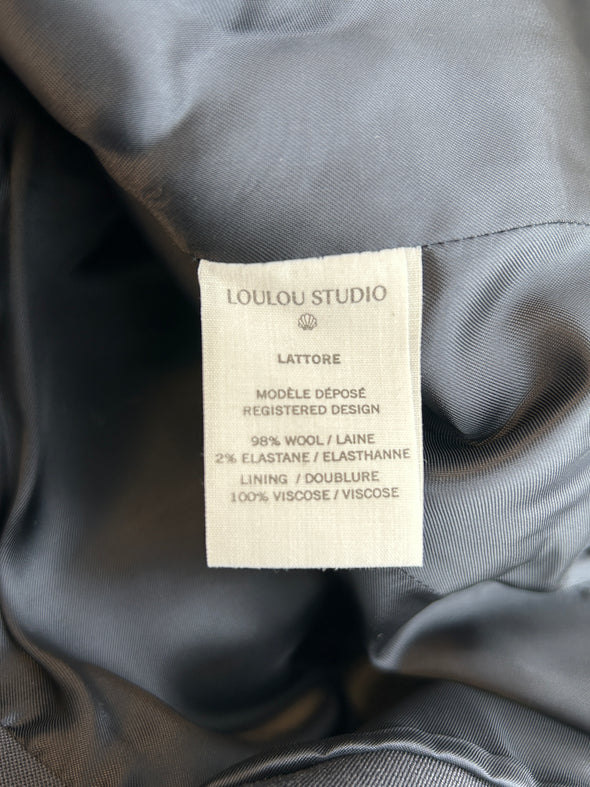 LOULOU STUDIO
LATTORE
MODÈLE DÉPOSÉ
REGISTERED DESIGN
98% WOOL / LAINE
2% ELASTANE / ELASTHANNE
LINING / DOUBLURE
100% VISCOSE / VISCOSE